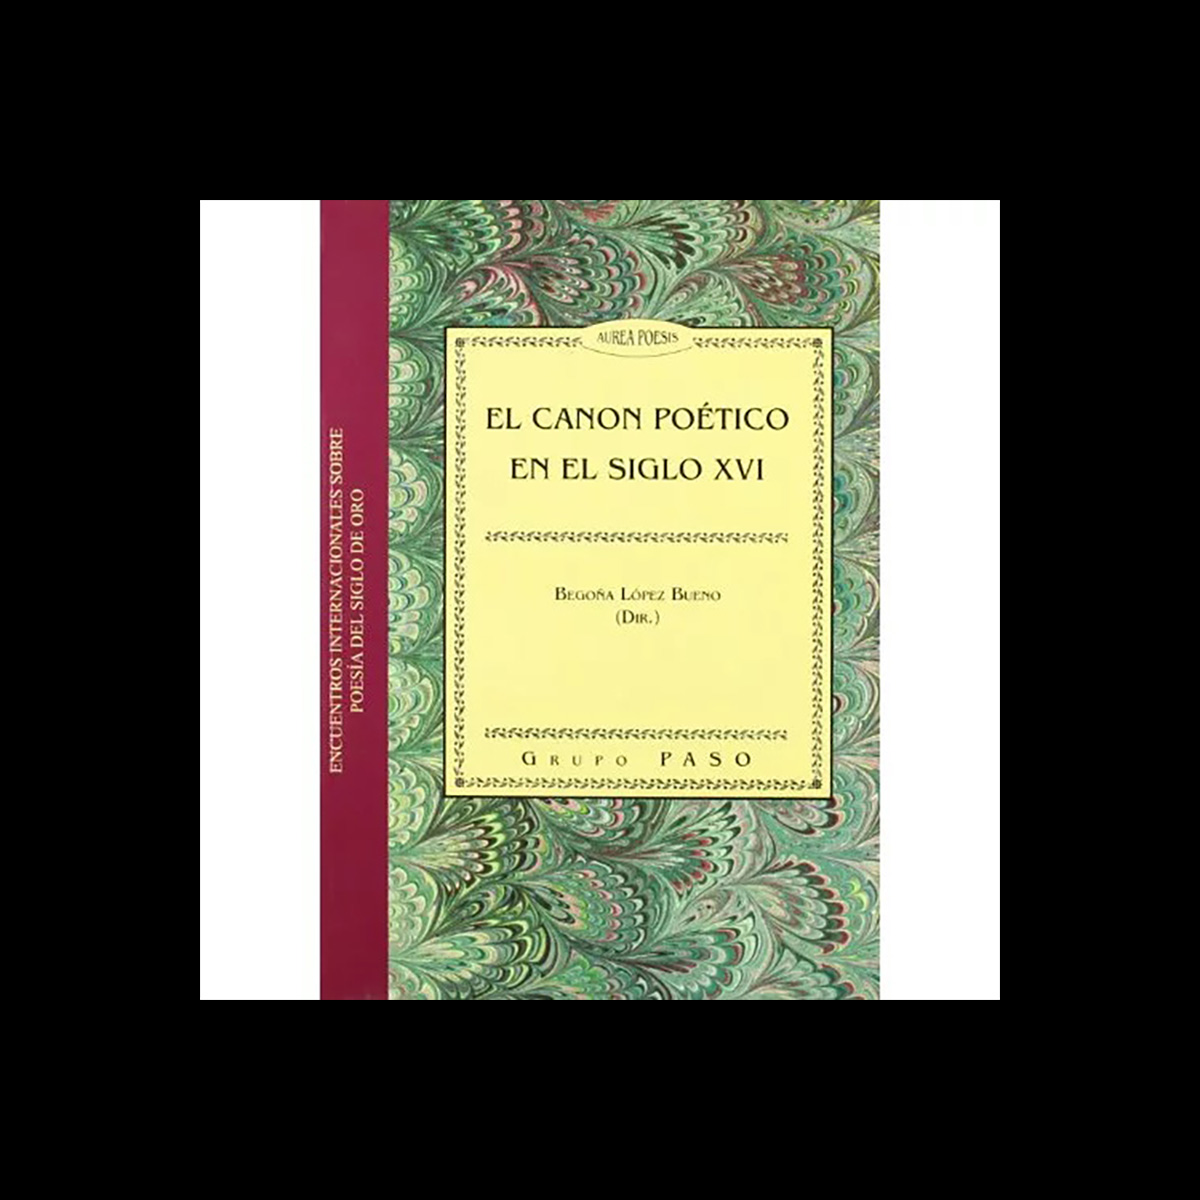 ENCUENTROS INTERNACIONALES SOBRE
POESÍA DEL SIGLO DE ORO
AUREA POESIS
EL CANON POÉTICO
EN EL SIGLO XVI
BEGOÑA LÓPEZ BUENO
(DIR.)
GRUPO PASO